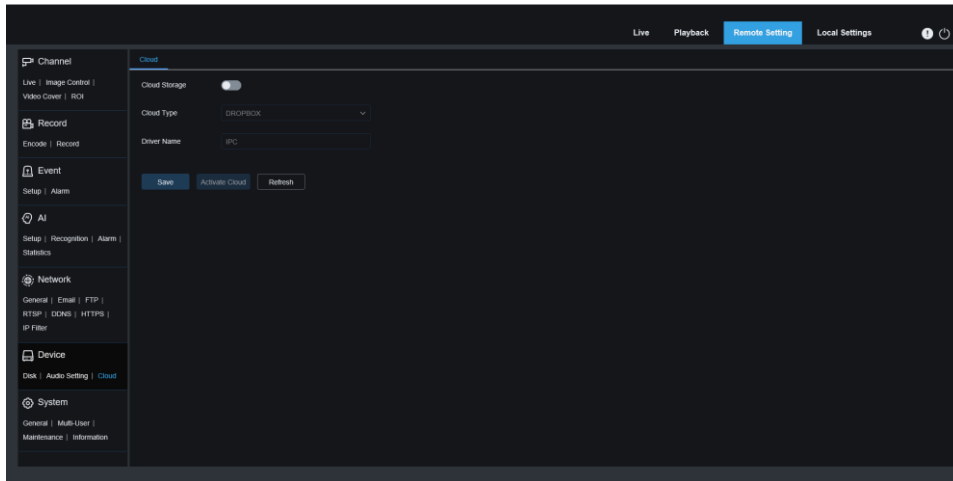 Live Playback Remote Setting Local Settings
Channel
Live | Image Control |
Video Cover | ROI
Record
Encode | Record
Event
Setup | Alarm
AI
Setup | Recognition | Alarm |
Statistics
Network
General | Email | FTP |
RTSP | DDNS | HTTPS |
IP Filter
Device
Disk | Audio Setting | Cloud
System
General | Multi-User |
Maintenance | Information
Cloud
Cloud Storage
Cloud Type DROPBOX
Driver Name IPC
Save Activate Cloud Refresh